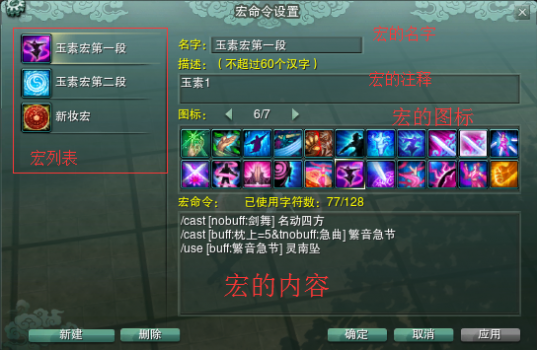 宏命令设置
玉素宏第一段
玉素宏第二段
新妆宏
宏列表
名字：玉素宏第一段
宏的名字
描述：（不超过60个汉字）
玉素1
宏的注释
图标： 6/7
宏的图标
宏命令： 已使用字符数：77/128
/cast [nobuff:剑舞] 名动四方
/cast [buff:枕上=5&tnobuff:急曲] 繁音急节
/use [buff:繁音急节] 灵南坠
宏的内容
新建 删除 确定 取消 应用